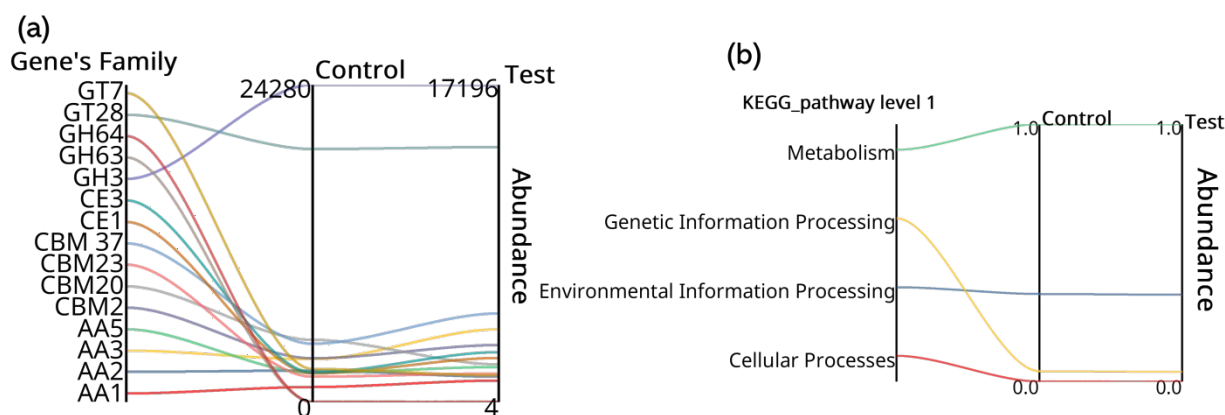 (a)
Gene's Family
24280
Control
17196
Test
GT7
GT28
GH64
GH63
GH3
CE3
CE1
CBM 37
CBM23
CBM20
CBM2
AA5
AA3
AA2
AA1
0
4
Abundance
(b)
KEGG_pathway level 1
1.0
Control
1.0
Test
Metabolism
Genetic Information Processing
Environmental Information Processing
Cellular Processes
0.0
0.0
Abundance